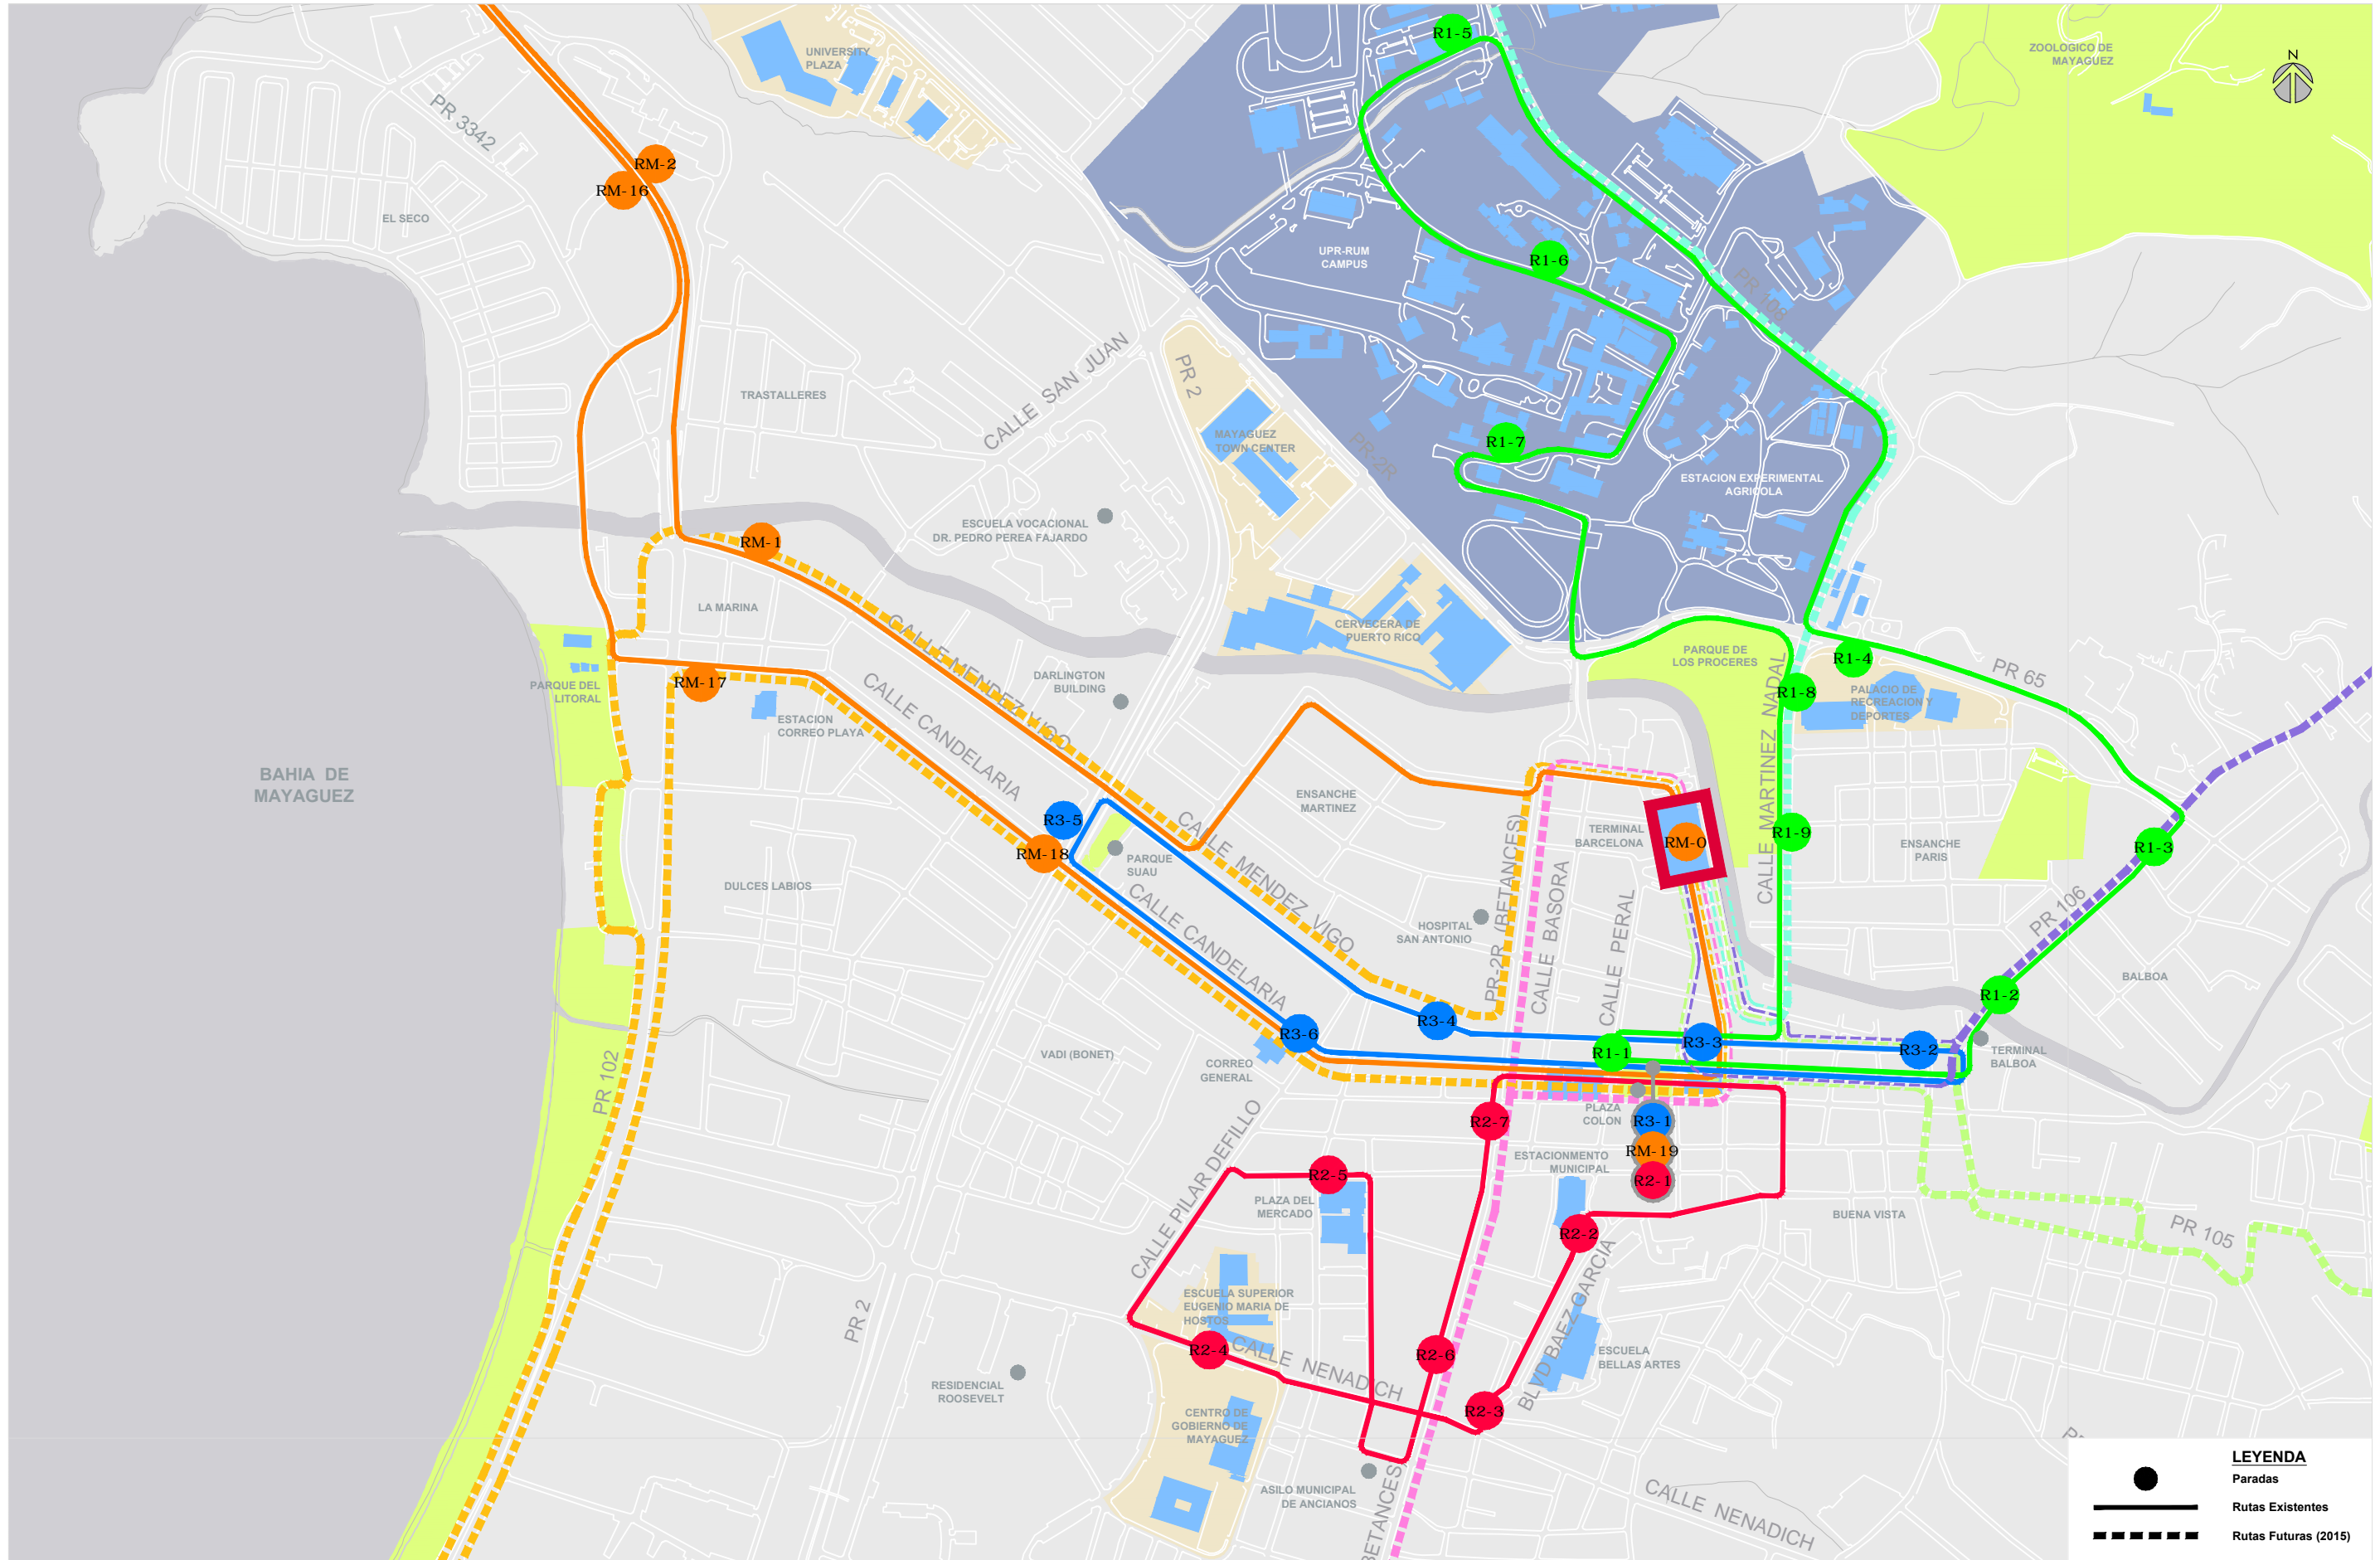 R1-5
UNIVERSITY
PLAZA
ZOOLOGICO DE
MAYAGUEZ
N
PR 3342
RM-2
RM-16
EL SECO
UPR-RUM
CAMPUS
R1-6
PR 108
CALLE SAN JUAN
PR 2
TRASTALLERES
MAYAGUEZ
TOWN CENTER
PR-2R
R1-7
ESTACION EXPERIMENTAL
AGRICOLA
ESCUELA VOCACIONAL
DR. PEDRO PEREA FAJARDO
RM-1
LA MARINA
CALLE MENDEZ VIGO
CERVECERA DE
PUERTO RICO
PARQUE DE
LOS PROCERES
R1-4
PR 65
PARQUE DEL
LITORAL
RM-17
CALLE CANDELARIA
DARLINGTON
BUILDING
CALLE MARTINEZ NADAL
R1-8
PALACIO DE
RECREACION Y
DEPORTES
ESTACION
CORREO PLAYA
BAHIA DE
MAYAGUEZ
ENSANCHE
MARTINEZ
R3-5
RM-18
PARQUE
SUAU
CALLE MENDEZ VIGO
TERMINAL
BARCELONA
RM-0
R1-9
ENSANCHE
PARIS
R1-3
DULCES LABIOS
CALLE CANDELARIA
HOSPITAL
SAN ANTONIO
PR-2R (BETANCES)
CALLE BASORA
CALLE PERAL
PR 106
BALBOA
R1-2
R3-6
R3-4
R1-1
R3-3
R3-2
TERMINAL
BALBOA
VADI (BONET)
CORREO
GENERAL
PR 102
PLAZA
COLON
R3-1
RM-19
R2-1
R2-7
CALLE PILAR DEFILLO
R2-5
ESTACIONMENTO
MUNICIPAL
PLAZA DEL
MERCADO
R2-2
BUENA VISTA
PR 105
ESCUELA SUPERIOR
EUGENIO MARIA DE
HOSTOS
PR 2
R2-4
CALLE NENADICH
R2-6
BLVD BAEZ GARCIA
ESCUELA
BELLAS ARTES
RESIDENCIAL
ROOSEVELT
R2-3
CENTRO DE
GOBIERNO DE
MAYAGUEZ
ASILO MUNICIPAL
DE ANCIANOS
BETANCES)
CALLE NENADICH
LEYENDA
Paradas
Rutas Existentes
Rutas Futuras (2015)